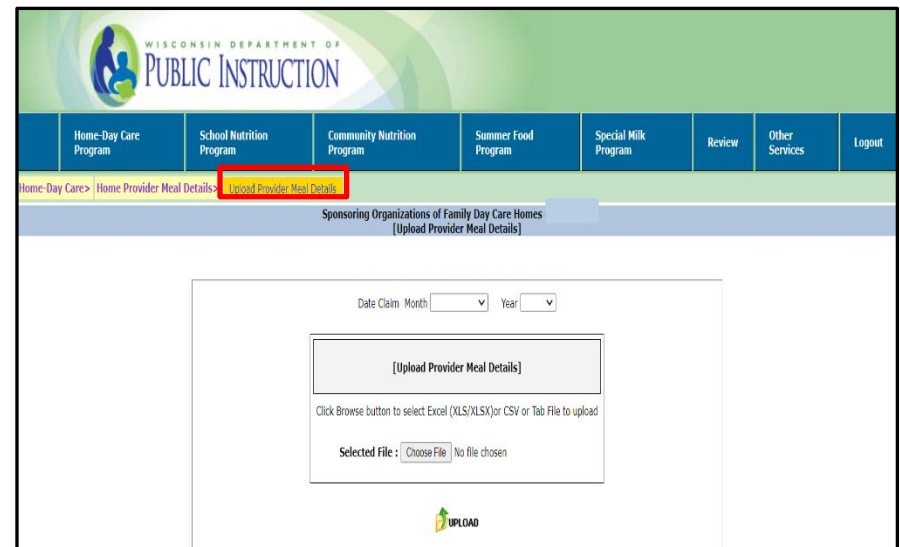 WISCONSIN DEPARTMENT OF
PUBLIC INSTRUCTION
Home-Day Care Program
School Nutrition Program
Community Nutrition Program
Summer Food Program
Special Milk Program
Review
Other Services
Logout
Home-Day Care> Home Provider Meal Details> Upload Provider Meal Details
Sponsoring Organizations of Family Day Care Homes
[Upload Provider Meal Details]
Date Claim Month Year
[Upload Provider Meal Details]
Click Browse button to select Excel (XLS/XLSX)or CSV or Tab File to upload
Selected File : Choose File No file chosen
UPLOAD